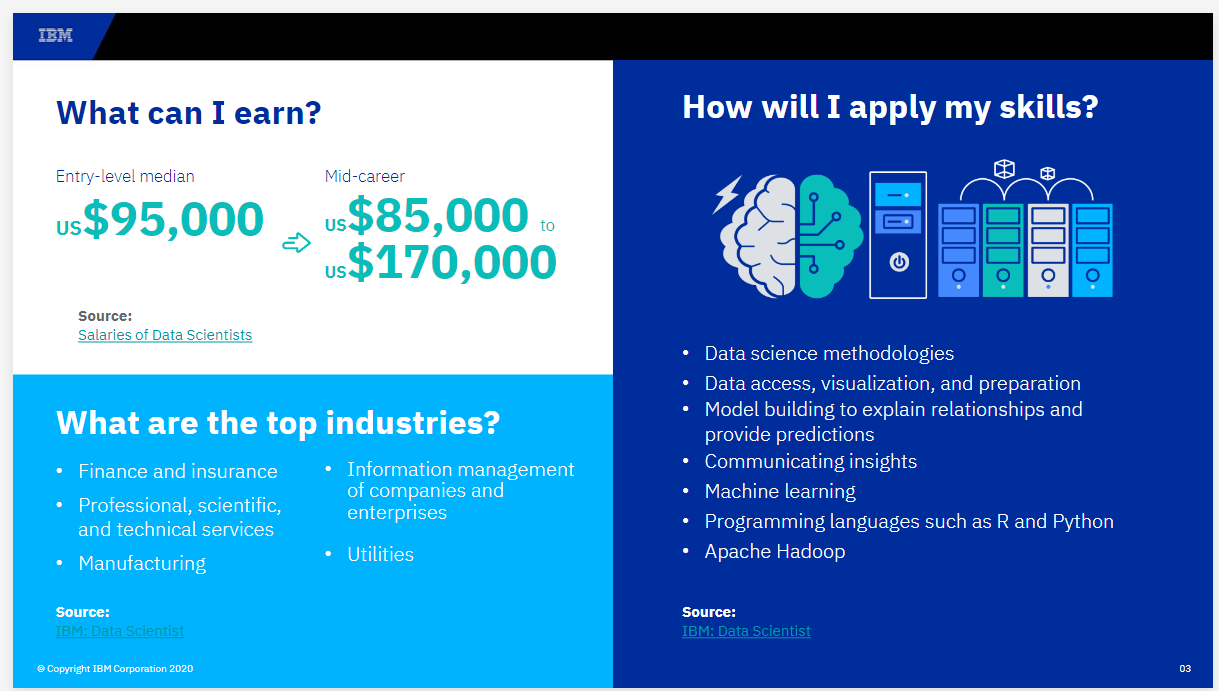 IBM
What can I earn?
Entry-level median
US$95,000
Mid-career
US$85,000 to
US$170,000
Source:
Salaries of Data Scientists
What are the top industries?
• Finance and insurance
• Professional, scientific,
and technical services
• Manufacturing
• Information management
of companies and
enterprises
• Utilities
Source:
IBM: Data Scientist
© Copyright IBM Corporation 2020
How will I apply my skills?
• Data science methodologies
• Data access, visualization, and preparation
• Model building to explain relationships and
provide predictions
• Communicating insights
• Machine learning
• Programming languages such as R and Python
• Apache Hadoop
Source:
IBM: Data Scientist
03